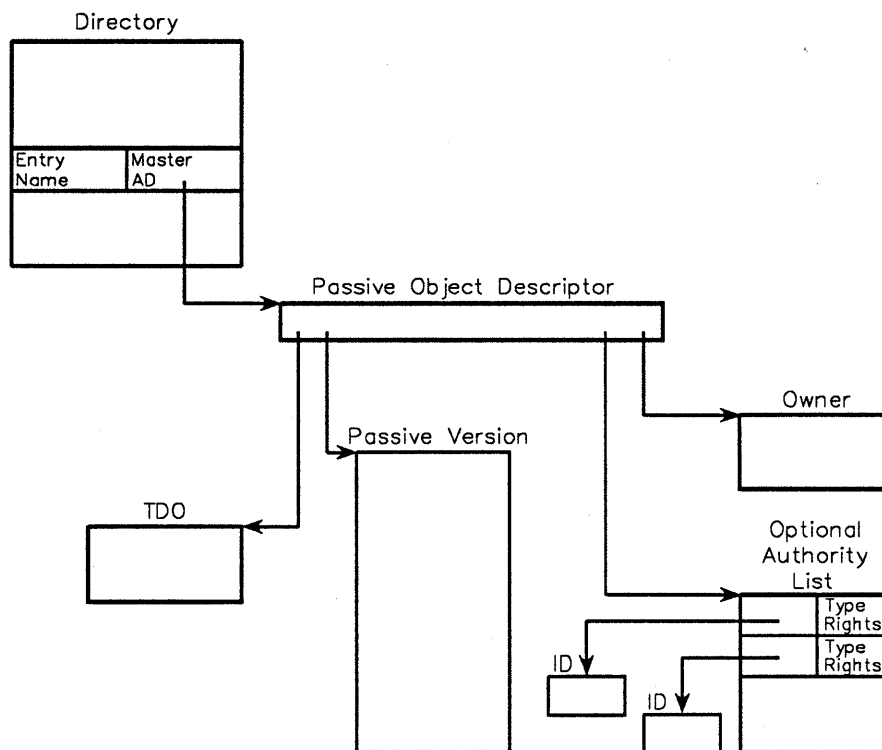 Directory
Entry
Name
Master
AD
Passive Object Descriptor
Owner
Passive Version
TDO
Optional
Authority
List
Type
Rights
Type
Rights
ID
ID